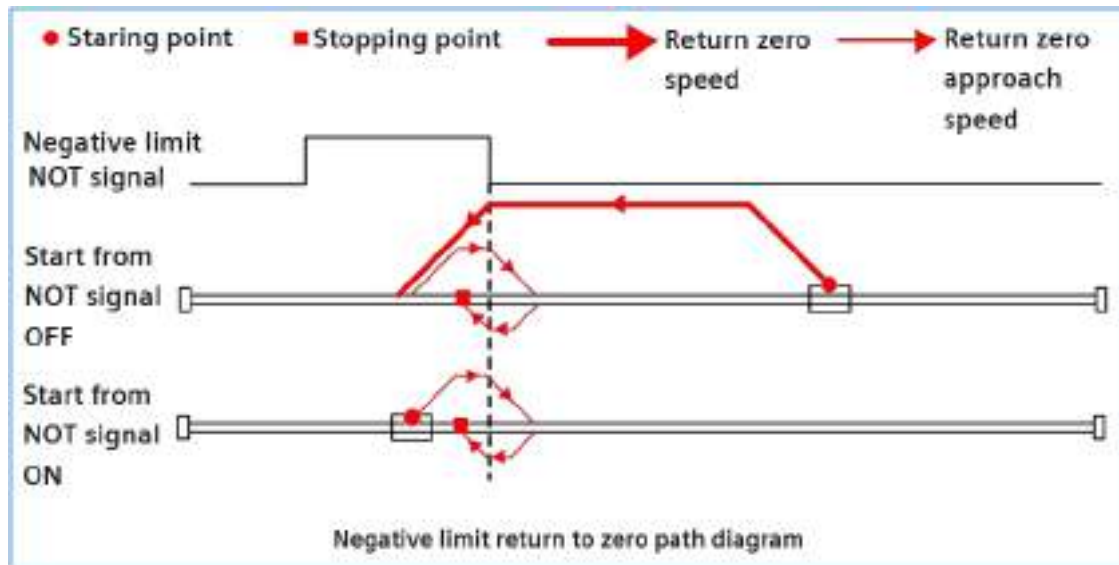 Staring point
Stopping point
Return zero
speed
Return zero
approach
speed
Negative limit
NOT signal
Start from
NOT signal
OFF
Start from
NOT signal
ON
Negative limit return to zero path diagram